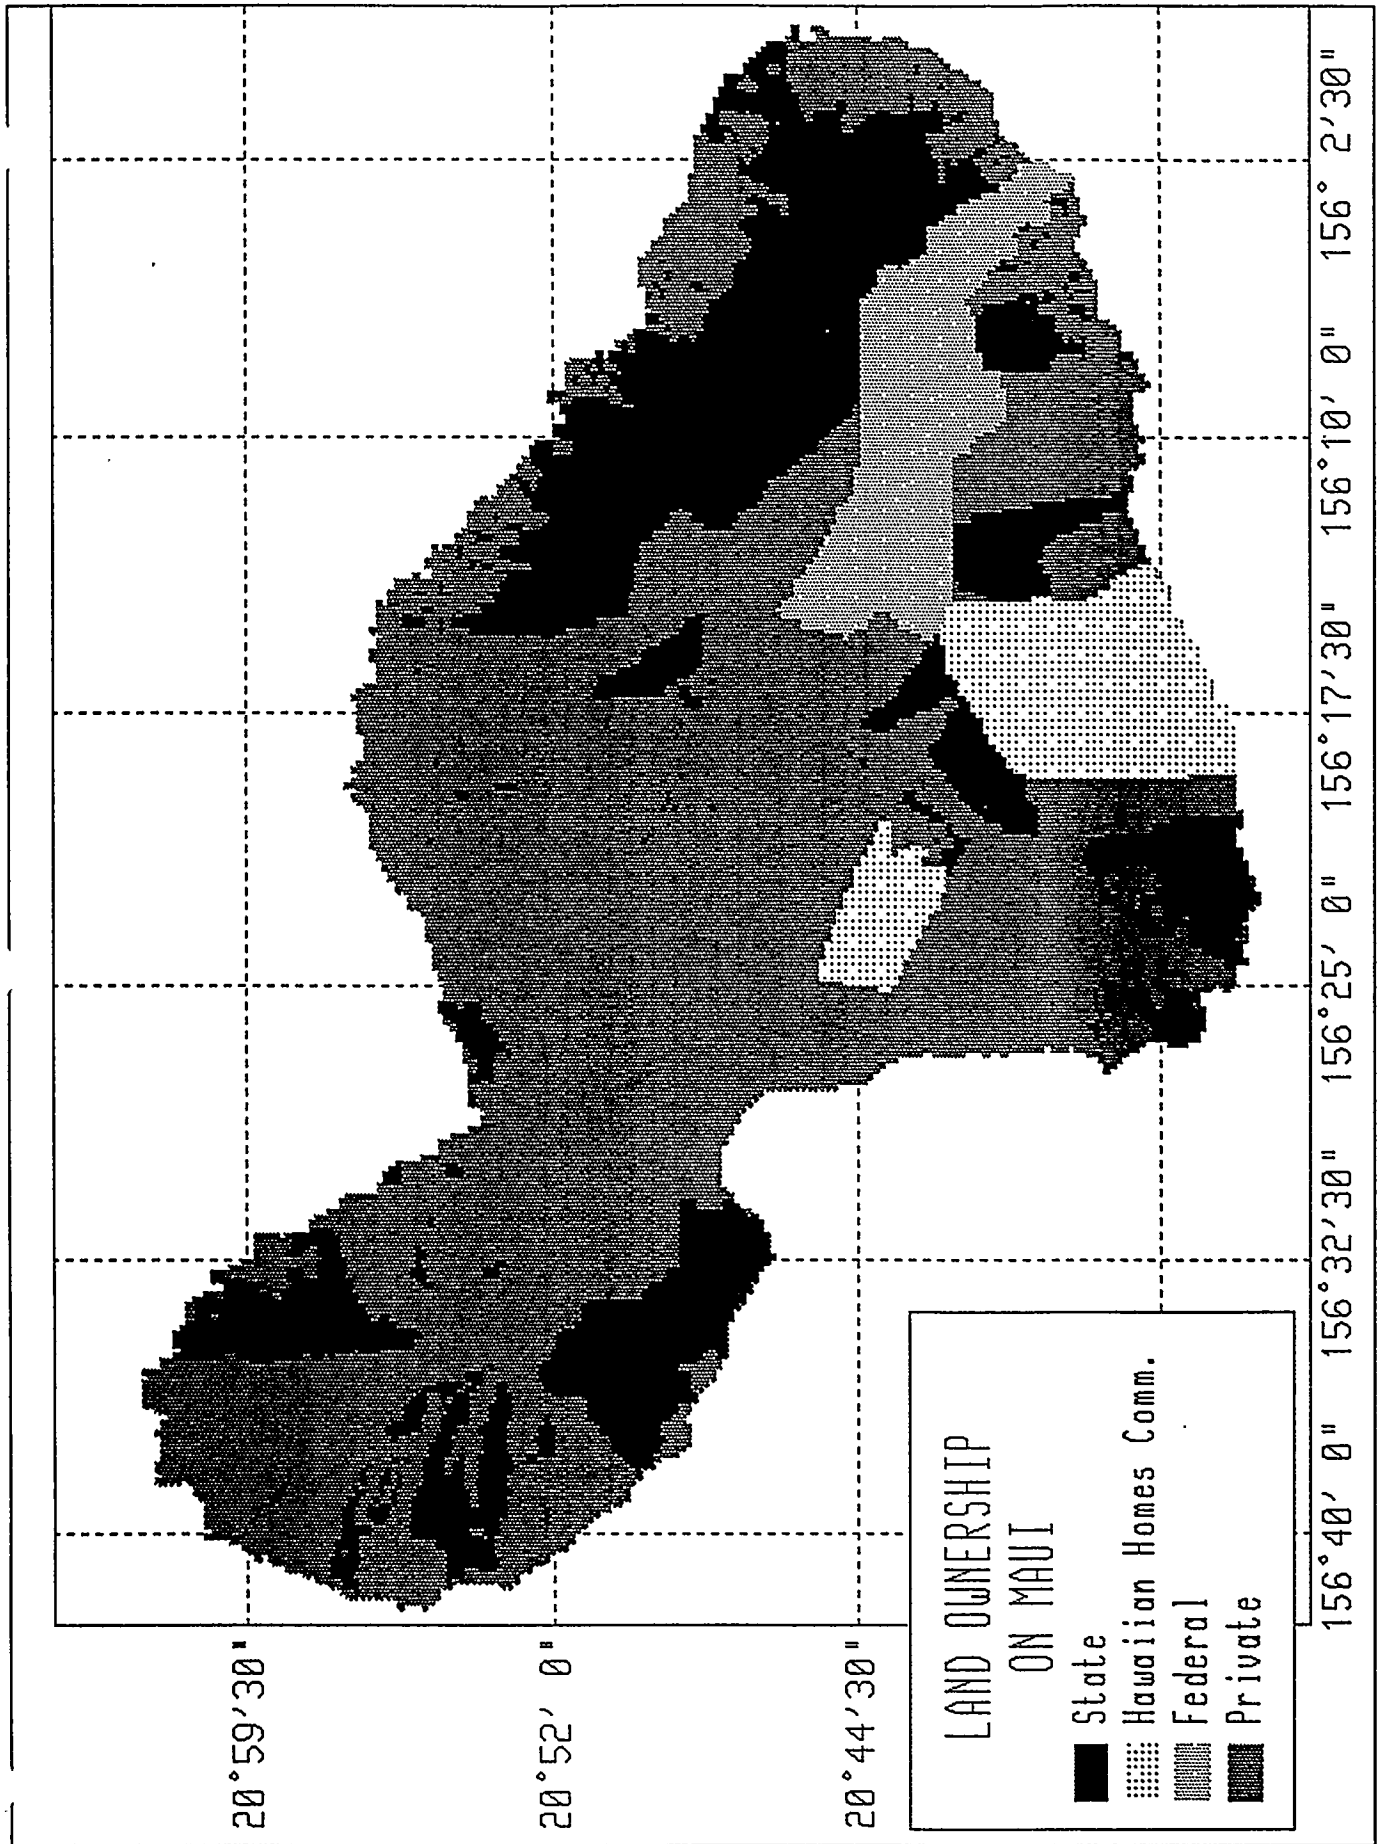 20°59'30"
20°52' 0"
20°44'30"
LAND OWNERSHIP
ON MAUI
State
Hawaiian Homes Comm.
Federal
Private
156°40' 0"
156°32'30"
156°25' 0"
156°17'30"
156°10' 0"
156° 2'30"